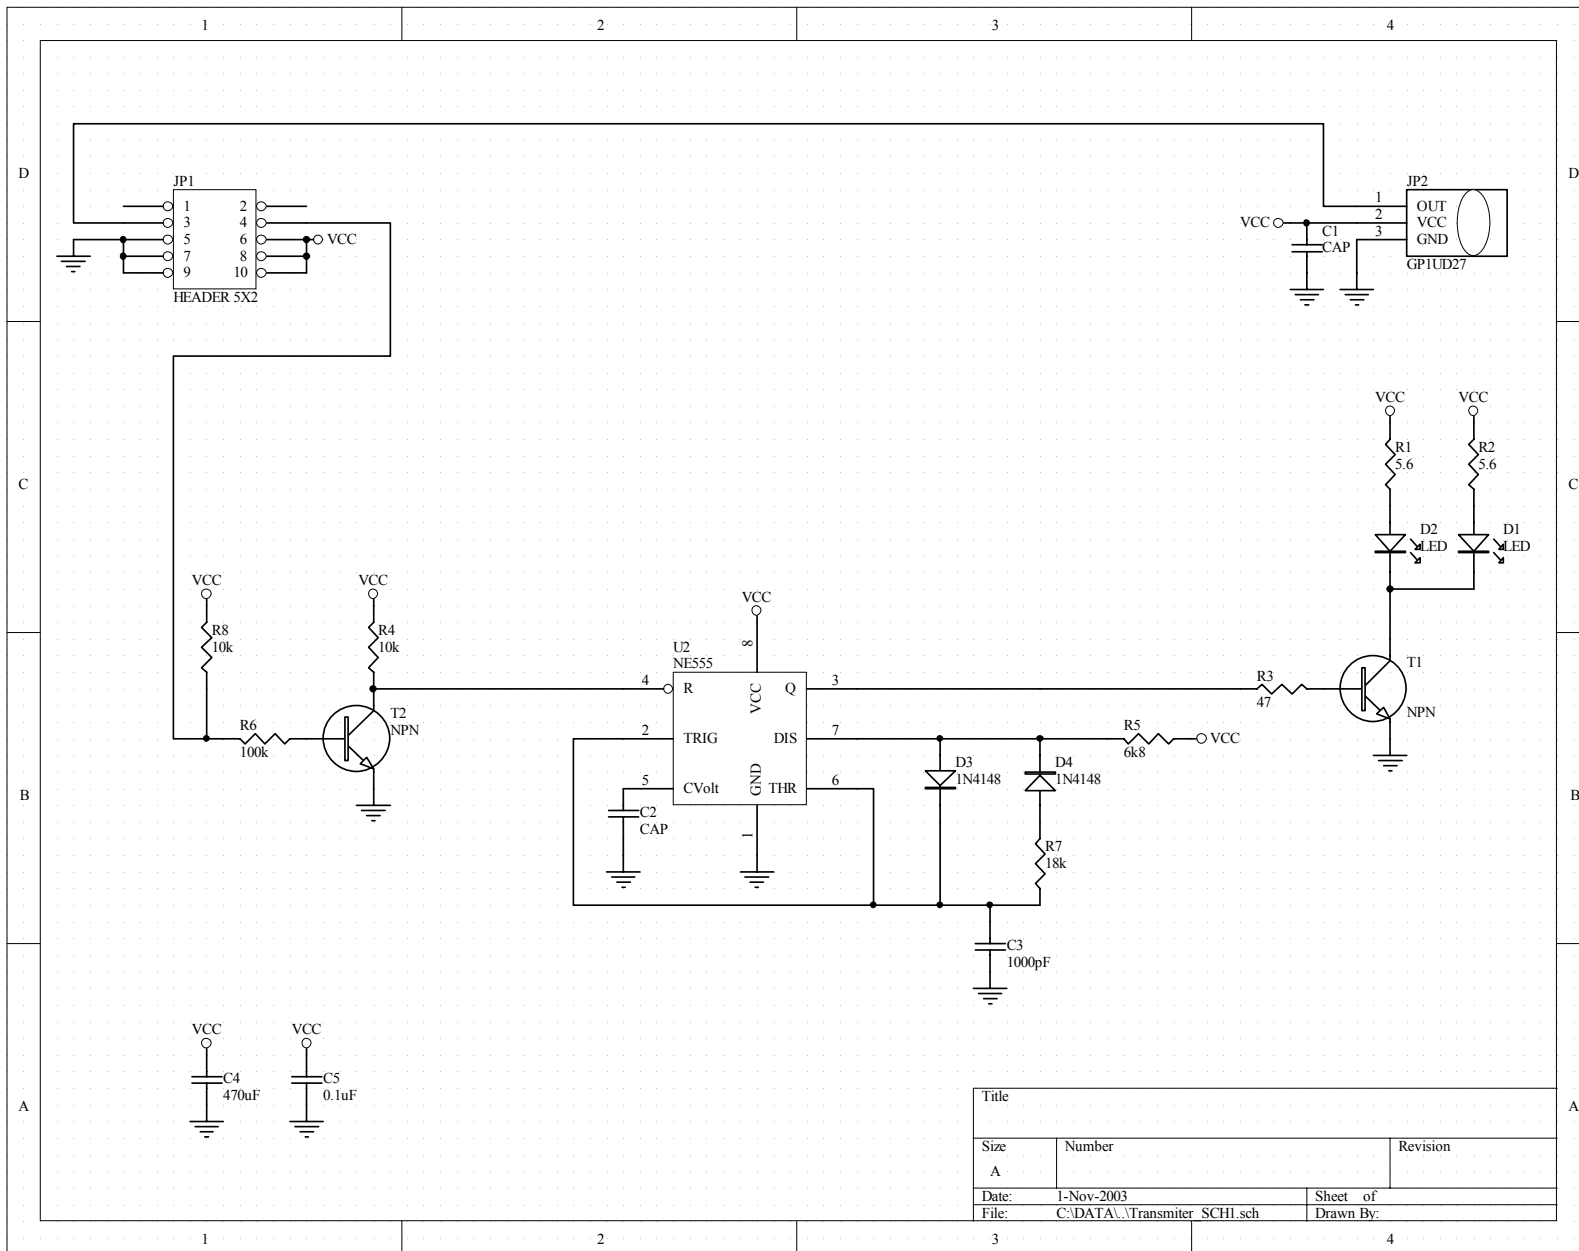 1 2 3 4
D D
JP1
1 2
3 4
5 6 VCC
7 8
9 10
HEADER 5X2
JP2
1 OUT
VCC 2 VCC
3 GND
C1
CAP
GP1UD27
C C
VCC VCC
R1 R2
5.6 5.6
D2 D1
LED LED
VCC VCC VCC
R8 R4
10k 10k
U2
NE555
8
4 R VCC Q 3
R3
47
T1
NPN
R6
100k
T2
NPN
2 TRIG DIS 7
R5
6k8
VCC
5 CVolt GND THR 6
D3
1N4148
D4
1N4148
B B
C2
CAP
1
R7
18k
C3
1000pF
VCC VCC
C4 C5
470uF 0.1uF
A A
Title
Size Number Revision
A
Date: 1-Nov-2003 Sheet of
File: C:\DATA\..\Transmiter_SCH1.sch Drawn By:
1 2 3 4